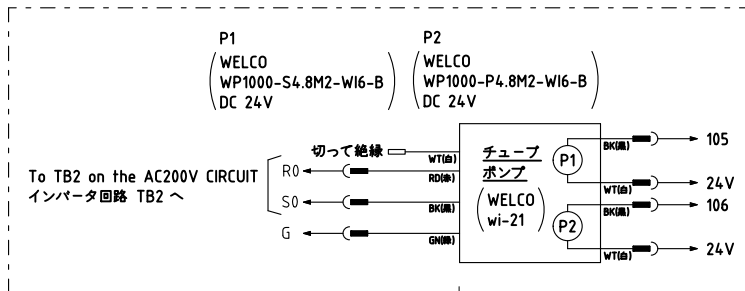 P1
WELCO
WP1000-S4.8M2-WI6-B
DC 24V
P2
WELCO
WP1000-P4.8M2-WI6-B
DC 24V
To TB2 on the AC200V CIRCUIT
インバータ回路 TB2 へ
切って絶縁
WT(白)
R0
RD(赤)
S0
BK(黒)
G
GN(緑)
チューブ
ポンプ
WELCO
wi-21
P1
BK(黒)
105
WT(白)
24V
P2
BK(黒)
106
WT(白)
24V